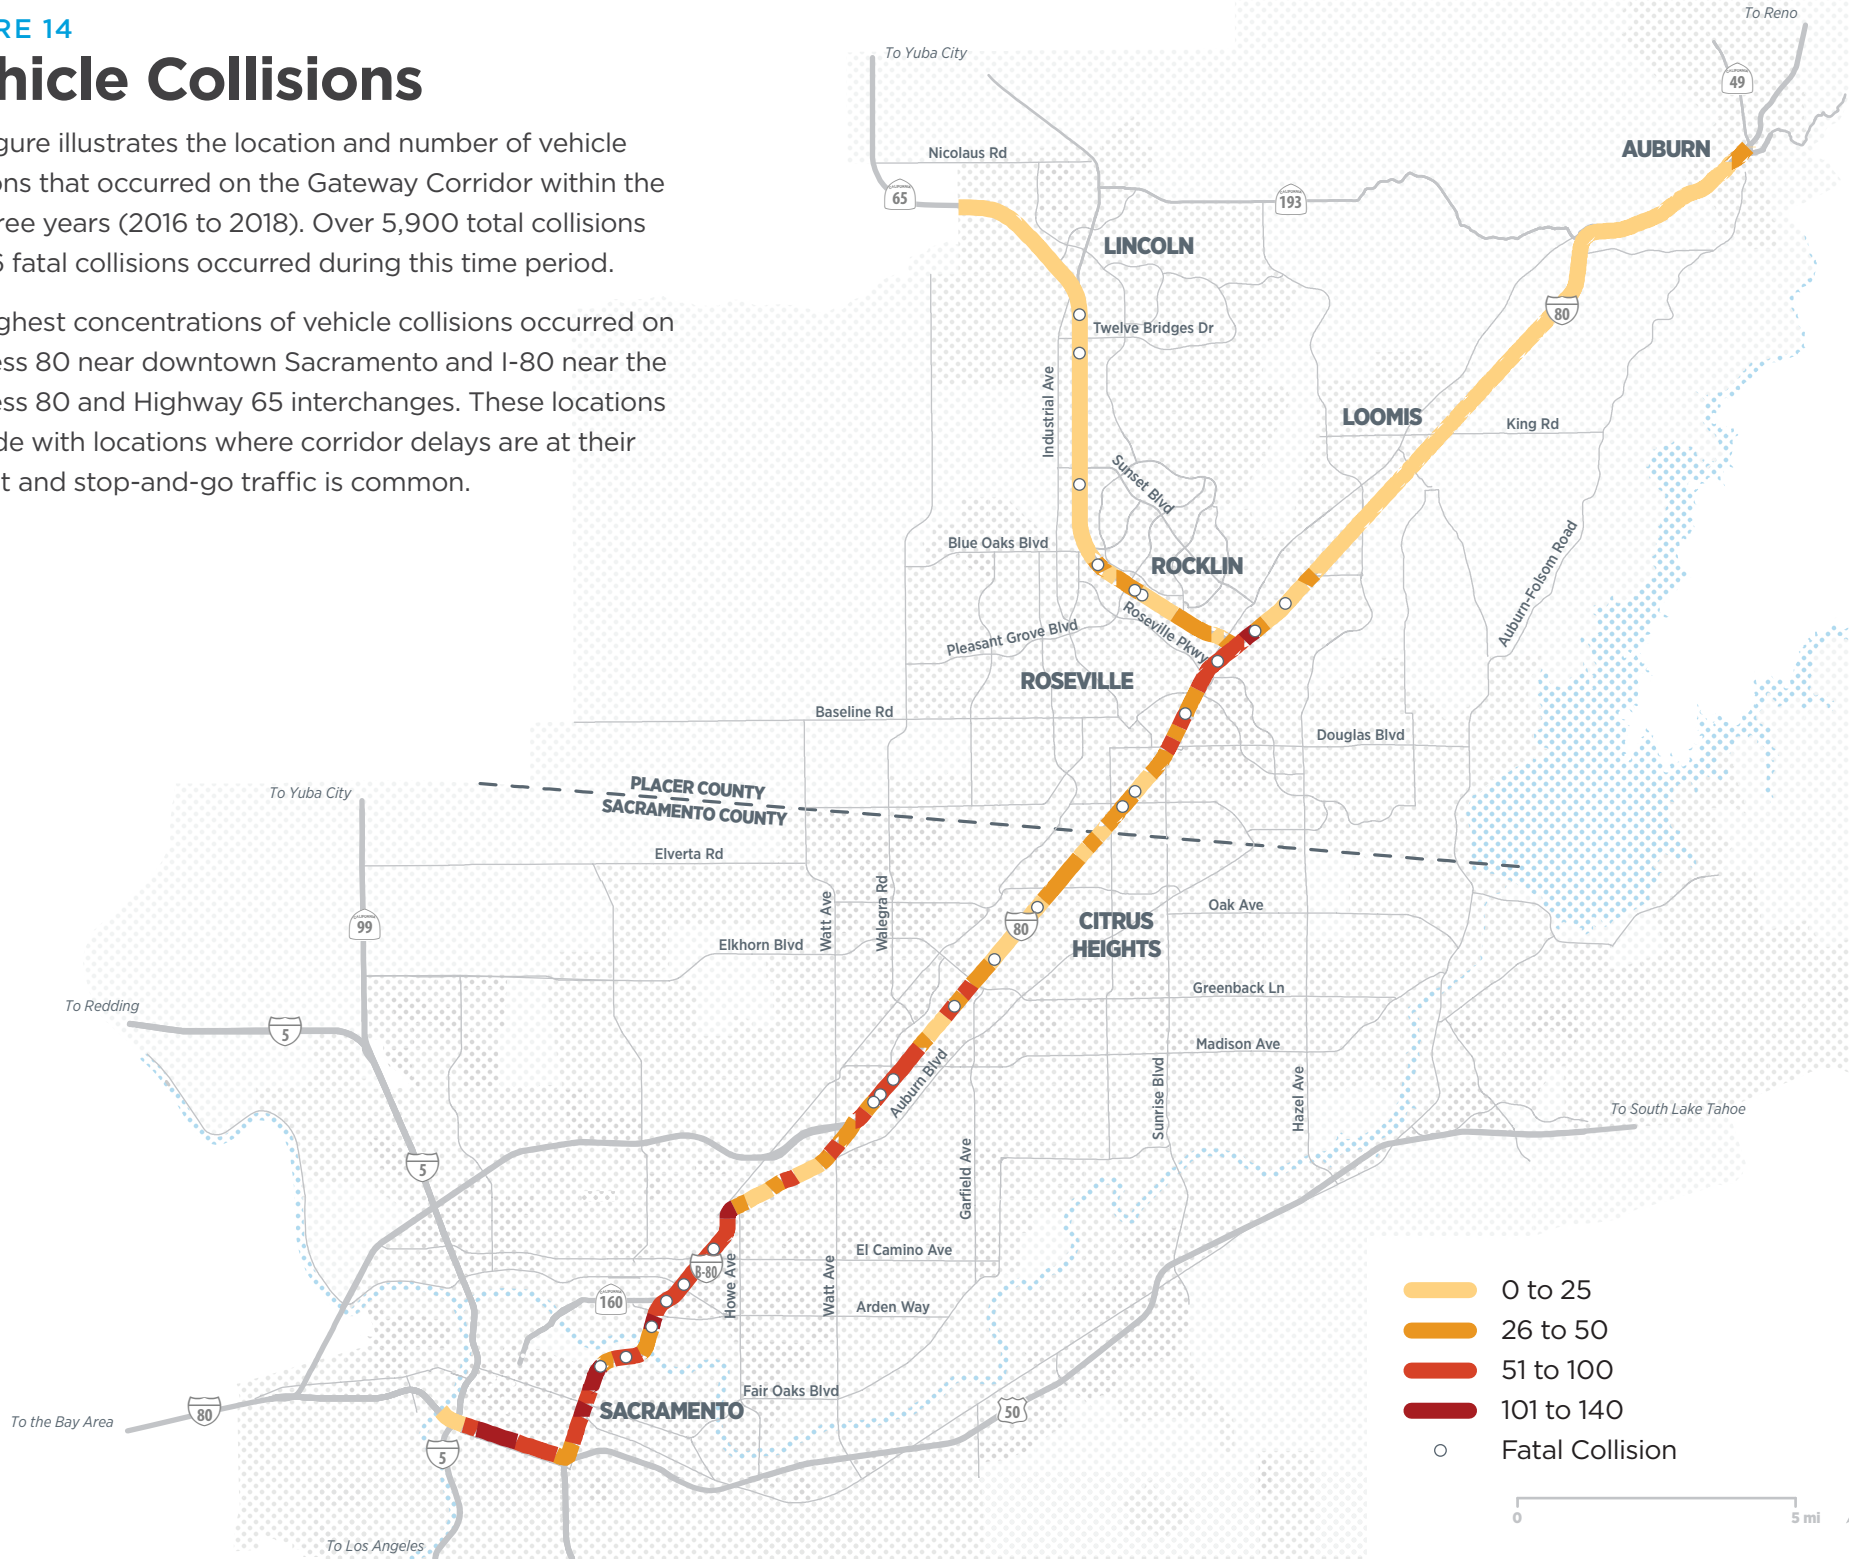 RE 14
hicle Collisions
gure illustrates the location and number of vehicle
ons that occurred on the Gateway Corridor within the
ree years (2016 to 2018). Over 5,900 total collisions
6 fatal collisions occurred during this time period.
ghest concentrations of vehicle collisions occurred on
ess 80 near downtown Sacramento and I-80 near the
ess 80 and Highway 65 interchanges. These locations
de with locations where corridor delays are at their
t and stop-and-go traffic is common.
To Reno
To Yuba City
49
AUBURN
Nicolaus Rd
65
193
LINCOLN
80
Twelve Bridges Dr
Industrial Ave
LOOMIS
King Rd
Sunset Blvd
Blue Oaks Blvd
ROCKLIN
Auburn-Folsom Road
Roseville Pkwy
Pleasant Grove Blvd
ROSEVILLE
Baseline Rd
Douglas Blvd
PLACER COUNTY
SACRAMENTO COUNTY
To Yuba City
Elverta Rd
Watt Ave
Walegra Rd
99
Oak Ave
80
CITRUS
HEIGHTS
Elkhorn Blvd
Greenback Ln
To Redding
5
Madison Ave
Auburn Blvd
Sunrise Blvd
Hazel Ave
To South Lake Tahoe
5
Garfield Ave
El Camino Ave
B-80
Howe Ave
Watt Ave
160
Arden Way
Fair Oaks Blvd
SACRAMENTO
80
50
To the Bay Area
5
To Los Angeles
0 to 25
26 to 50
51 to 100
101 to 140
Fatal Collision
0
5 mi